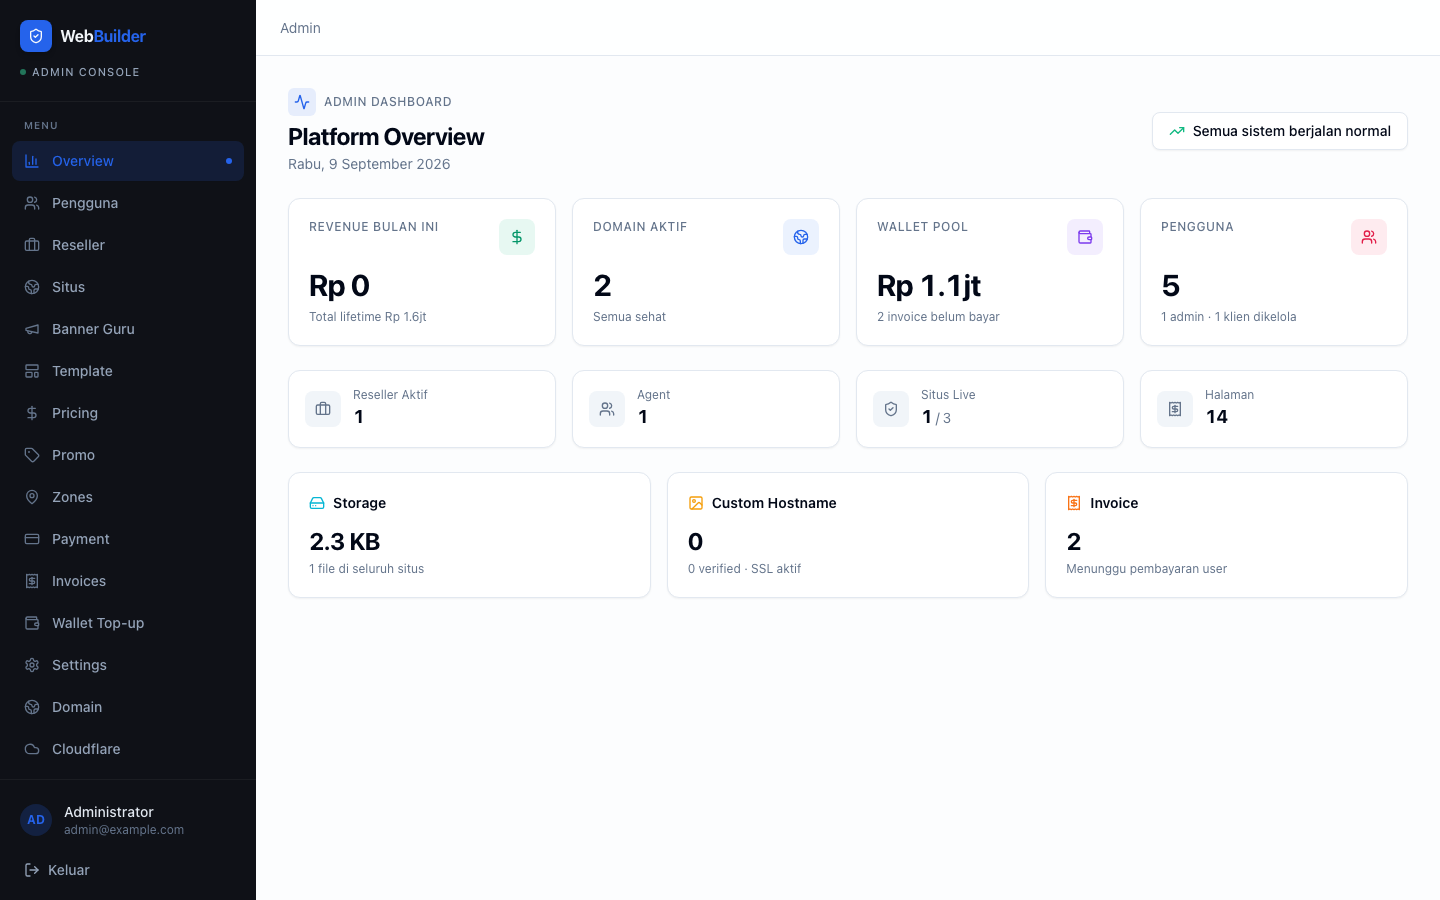 WebBuilder
ADMIN CONSOLE
MENU
Overview
Pengguna
Reseller
Situs
Banner Guru
Template
Pricing
Promo
Zones
Payment
Invoices
Wallet Top-up
Settings
Domain
Cloudflare
AD
Administrator
admin@example.com
Keluar
Admin
ADMIN DASHBOARD
Platform Overview
Rabu, 9 September 2026
Semua sistem berjalan normal
REVENUE BULAN INI
Rp 0
Total lifetime Rp 1.6jt
DOMAIN AKTIF
2
Semua sehat
WALLET POOL
Rp 1.1jt
2 invoice belum bayar
PENGGUNA
5
1 admin · 1 klien dikelola
Reseller Aktif
1
Agent
1
Situs Live
1 / 3
Halaman
14
Storage
2.3 KB
1 file di seluruh situs
Custom Hostname
0
0 verified · SSL aktif
Invoice
2
Menunggu pembayaran user